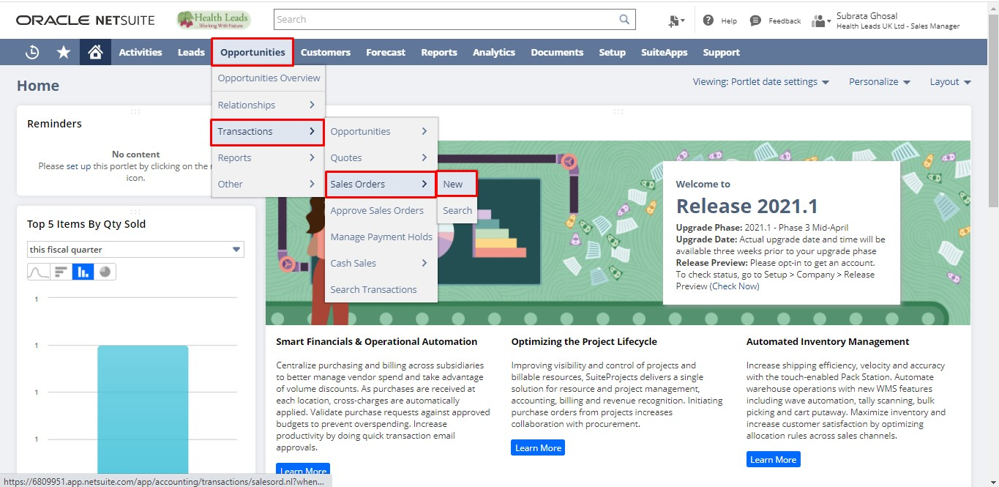 ORACLE NETSUITE
Health Leads
...Working With Nature
Search
Help
Feedback
Subrata Ghosal
Health Leads UK Ltd - Sales Manager
Activities Leads Opportunities Customers Forecast Reports Analytics Documents Setup SuiteApps Support
Home
Viewing: Portlet date settings
Personalize
Layout
Opportunities Overview
Relationships
Transactions
Reports
Other
Opportunities
Quotes
Sales Orders
Approve Sales Orders
Manage Payment Holds
Cash Sales
Search Transactions
New
Search
Reminders
No content
Please set up this portlet by clicking on the
icon.
Top 5 Items By Qty Sold
this fiscal quarter
1
1
1
1
Welcome to
Release 2021.1
Upgrade Phase: 2021.1 - Phase 3 Mid-April
Upgrade Date: Actual upgrade date and time will be
available three weeks prior to your upgrade phase
Release Preview: Please opt-in to get an account.
To check status, go to Setup > Company > Release
Preview (Check Now)
Smart Financials & Operational Automation
Centralize purchasing and billing across subsidiaries
to better manage vendor spend and take advantage
of volume discounts. As purchases are received at
each location, cross-charges are automatically
applied. Validate purchase requests against approved
budgets to prevent overspending. Increase
productivity by doing quick transaction email
approvals.
Learn More
Optimizing the Project Lifecycle
Improving visibility and control of projects and
billable resources, SuiteProjects delivers a single
solution for resource and project management,
accounting, billing and revenue recognition. Initiating
purchase orders from projects increases
collaboration with procurement.
Learn More
Automated Inventory Management
Increase shipping efficiency, velocity and accuracy
with the touch-enabled Pack Station. Automate
warehouse operations with new WMS features
including wave automation, tally scanning, bulk
picking and cart putaway. Maximize inventory and
increase customer satisfaction by optimizing
allocation rules across sales channels.
Learn More
https://6809951.app.netsuite.com/app/accounting/transactions/salesord.nl?when...